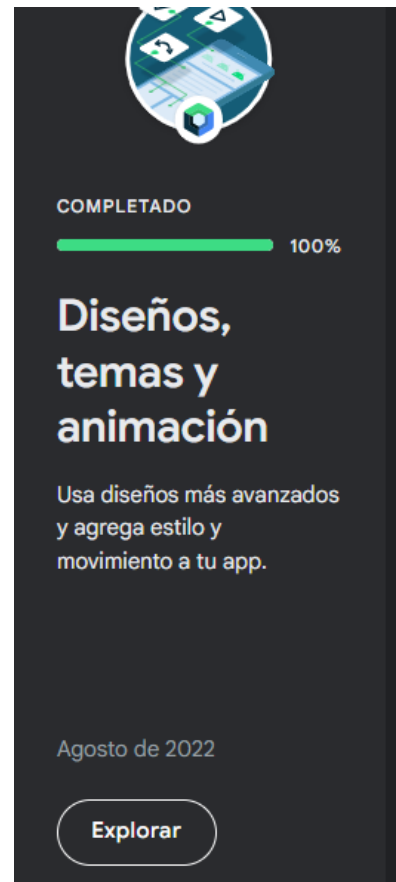 COMPLETADO
100%
Diseños,
temas y
animación
Usa diseños más avanzados
y agrega estilo y
movimiento a tu app.
Agosto de 2022
Explorar